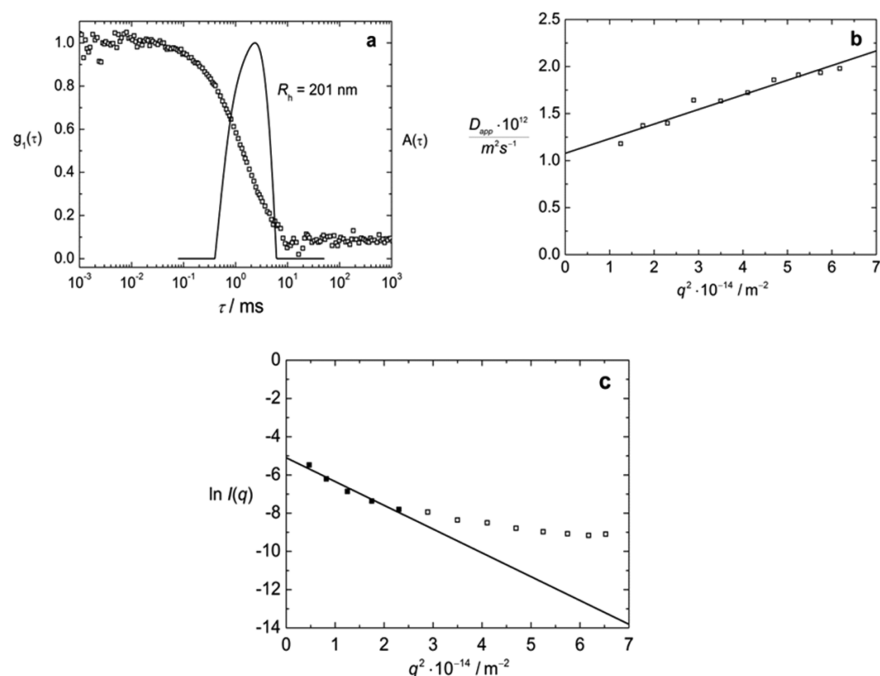 a
1.0
0.8
0.6
0.4
0.2
0.0
g₁(τ)
Rₕ = 201 nm
A(τ)
10⁻³ 10⁻² 10⁻¹ 10⁰ 10¹ 10² 10³
τ / ms
b
2.5
2.0
1.5
1.0
0.5
0.0
D_app ·10¹²
m²s⁻¹
0 1 2 3 4 5 6 7
q² ·10⁻¹⁴ / m⁻²
c
0
-2
-4
-6
-8
-10
-12
-14
ln I(q)
0 1 2 3 4 5 6 7
q² ·10⁻¹⁴ / m⁻²